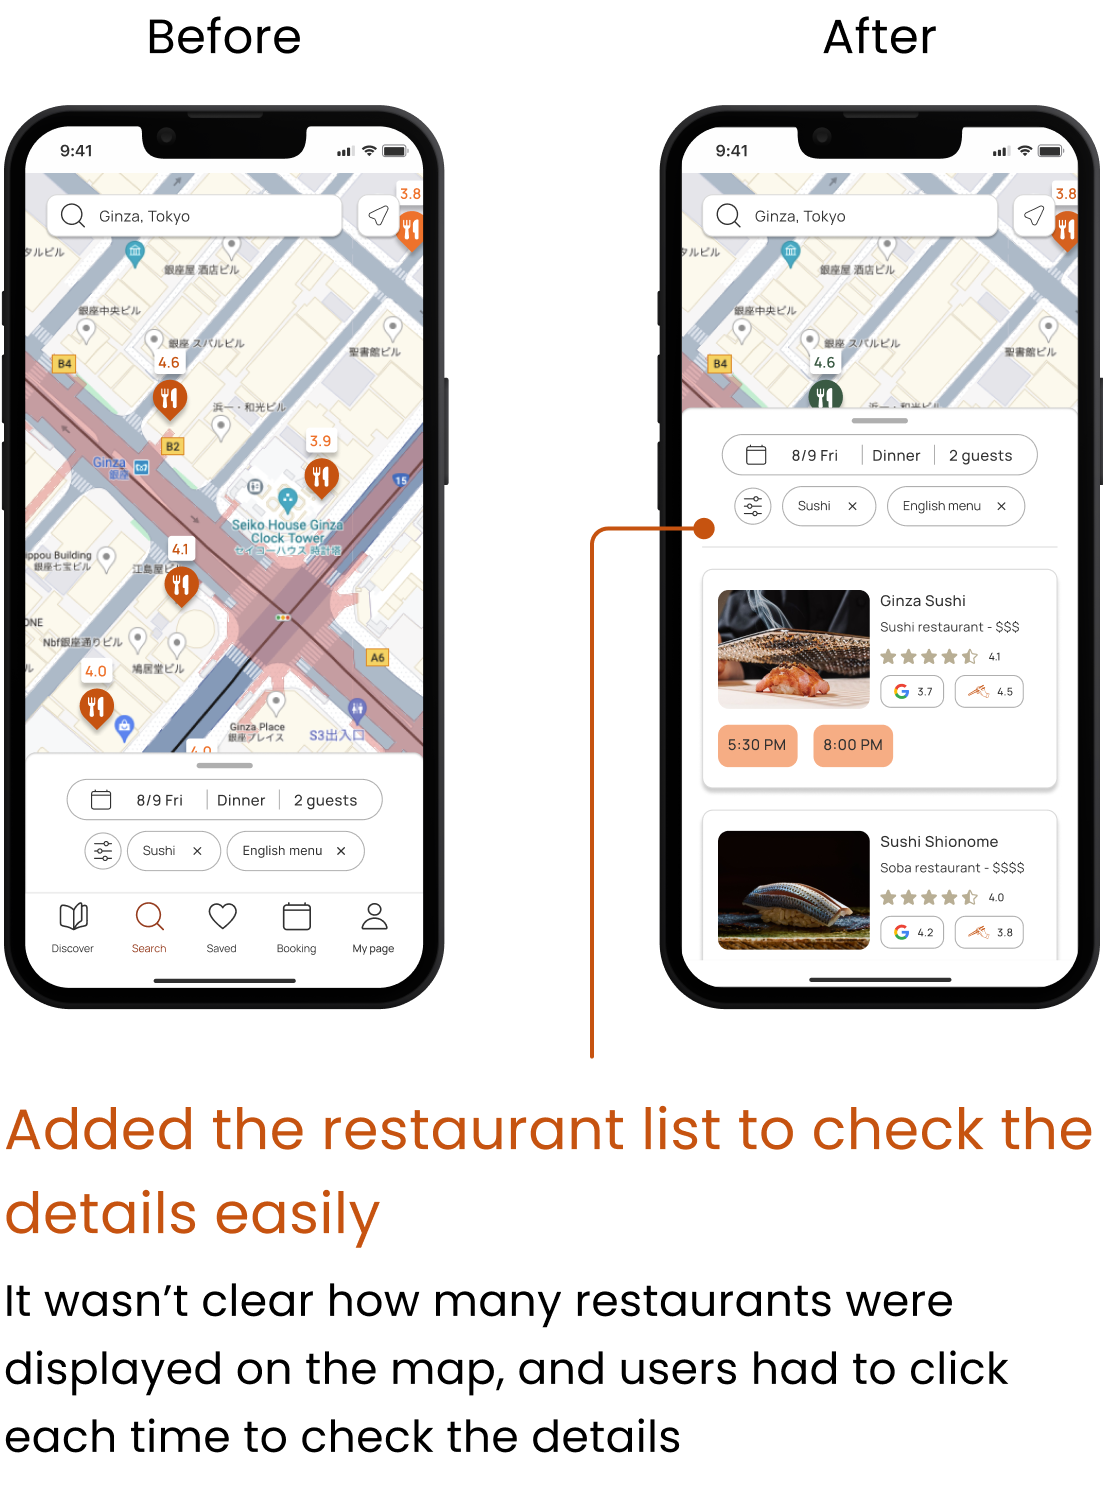 Before
After
9:41
Ginza, Tokyo
3.8
タルビル
銀座屋 酒店ビル
銀座中央ビル
銀座 スバルビル
聖書館ビル
B4
4.6
浜一・和光ビル
B2
3.9
Ginza
銀座
15
Seiko House Ginza
Clock Tower
セイコーハウス 時計塔
4.1
ppou Building
銀座七宝ビル
江島屋ビ
ONE
Nbf銀座通りビル
ル
4.0
鳩居堂ビル
A6
Ginza Place
銀座プレイス
S3出入口
4.0
8/9 Fri
Dinner
2 guests
Sushi ×
English menu ×
Discover
Search
Saved
Booking
My page
9:41
Ginza, Tokyo
3.8
タルビル
銀座屋 酒店ビル
銀座中央ビル
銀座 スバルビル
聖書館ビル
B4
4.6
8/9 Fri
Dinner
2 guests
Sushi ×
English menu ×
Ginza Sushi
Sushi restaurant - $$$
4.1
G 3.7
4.5
5:30 PM
8:00 PM
Sushi Shionome
Soba restaurant - $$$$
4.0
G 4.2
3.8
Added the restaurant list to check the
details easily
It wasn’t clear how many restaurants were
displayed on the map, and users had to click
each time to check the details